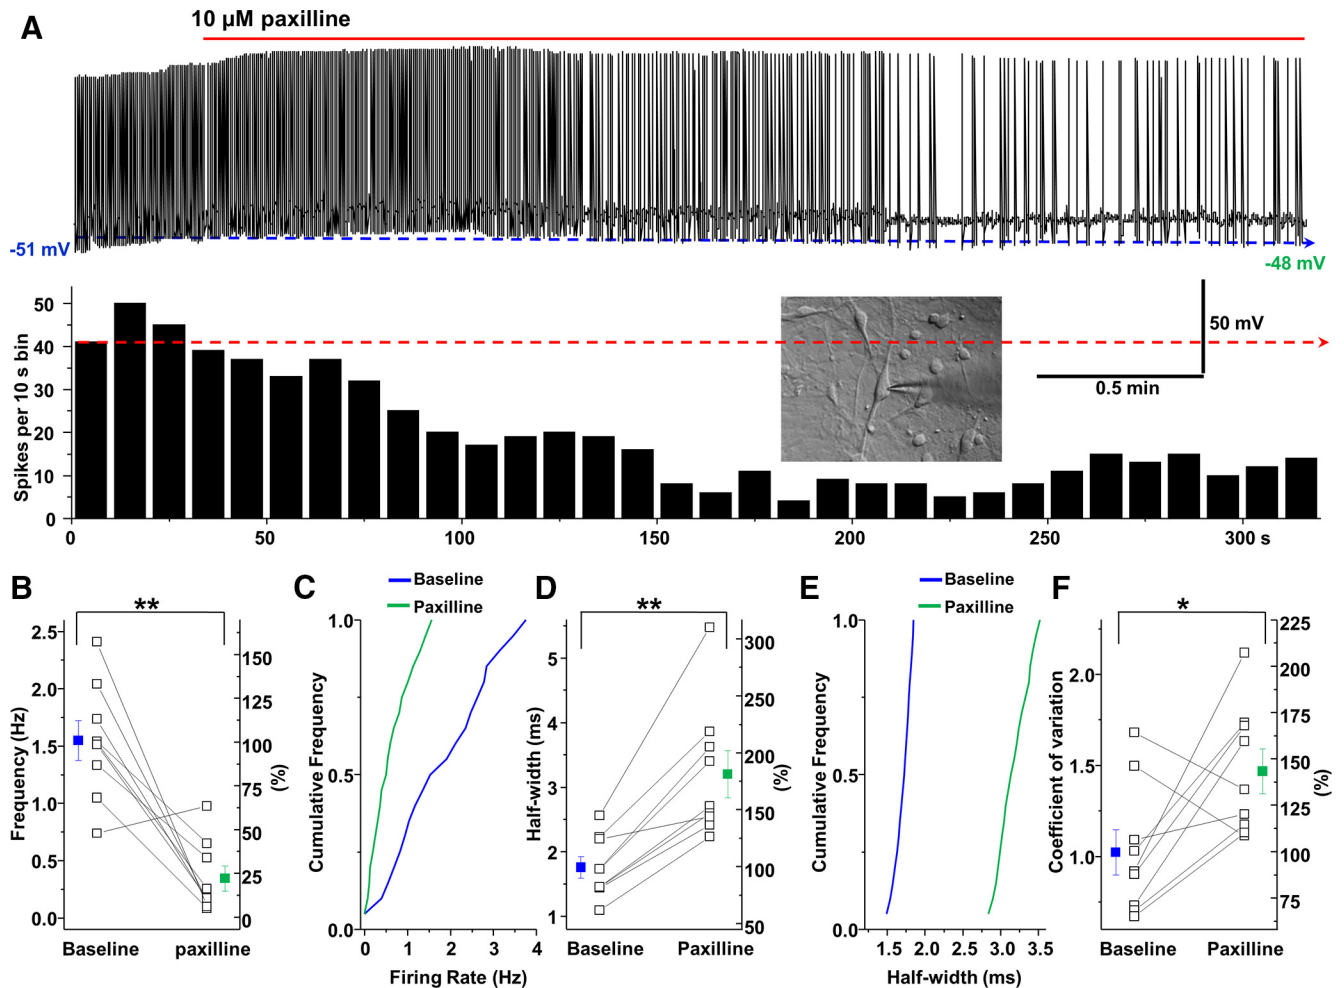 A
10 µM paxilline
-51 mV
-48 mV
Spikes per 10 s bin
50
40
30
20
10
0
0 50 100 150 200 250 300 s
50 mV
0.5 min
B
**
Frequency (Hz)
2.5
2.0
1.5
1.0
0.5
0.0
150
125
100
75
50
25
0
(%)
Baseline paxilline
C
Baseline
Paxilline
Cumulative Frequency
1.0
0.5
0.0
0 1 2 3 4
Firing Rate (Hz)
D
**
Half-width (ms)
5
4
3
2
1
300
250
200
150
100
50
(%)
Baseline Paxilline
E
Baseline
Paxilline
Cumulative Frequency
1.0
0.5
0.0
1.5 2.0 2.5 3.0 3.5
Half-width (ms)
F
*
Coefficient of variation
2.0
1.5
1.0
225
200
175
150
125
100
75
(%)
Baseline Paxilline